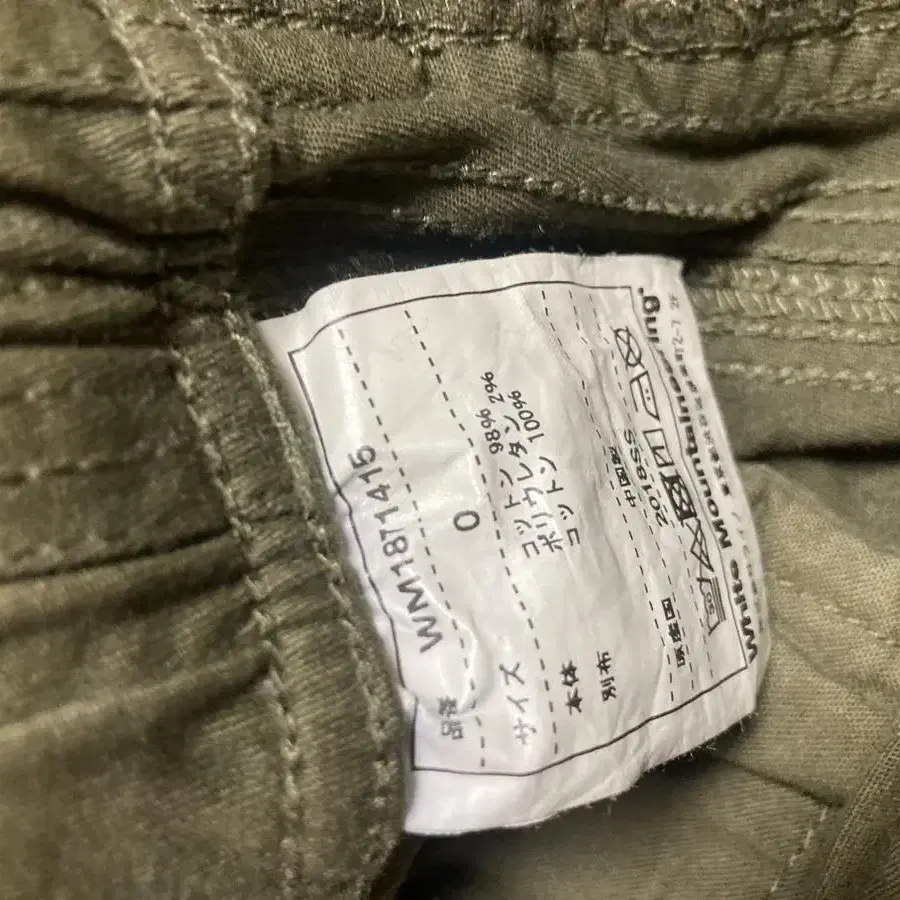 品番 WM1871415
サイズ 0
本体 コットン 98%
ポリウレタン 2%
別布 コットン 100%
原産国 中国製
2018SS
White Mountaineering.